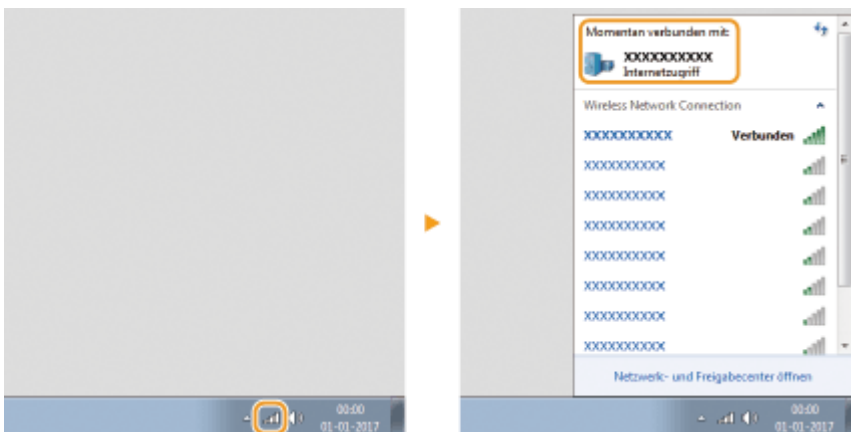 00:00
01-01-2017
Momentan verbunden mit:
XXXXXXXXXX
Internetzugriff
Wireless Network Connection
XXXXXXXXXX Verbunden
XXXXXXXXXX
XXXXXXXXXX
XXXXXXXXXX
XXXXXXXXXX
XXXXXXXXXX
XXXXXXXXXX
XXXXXXXXXX
Netzwerk- und Freigabecenter öffnen
00:00
01-01-2017